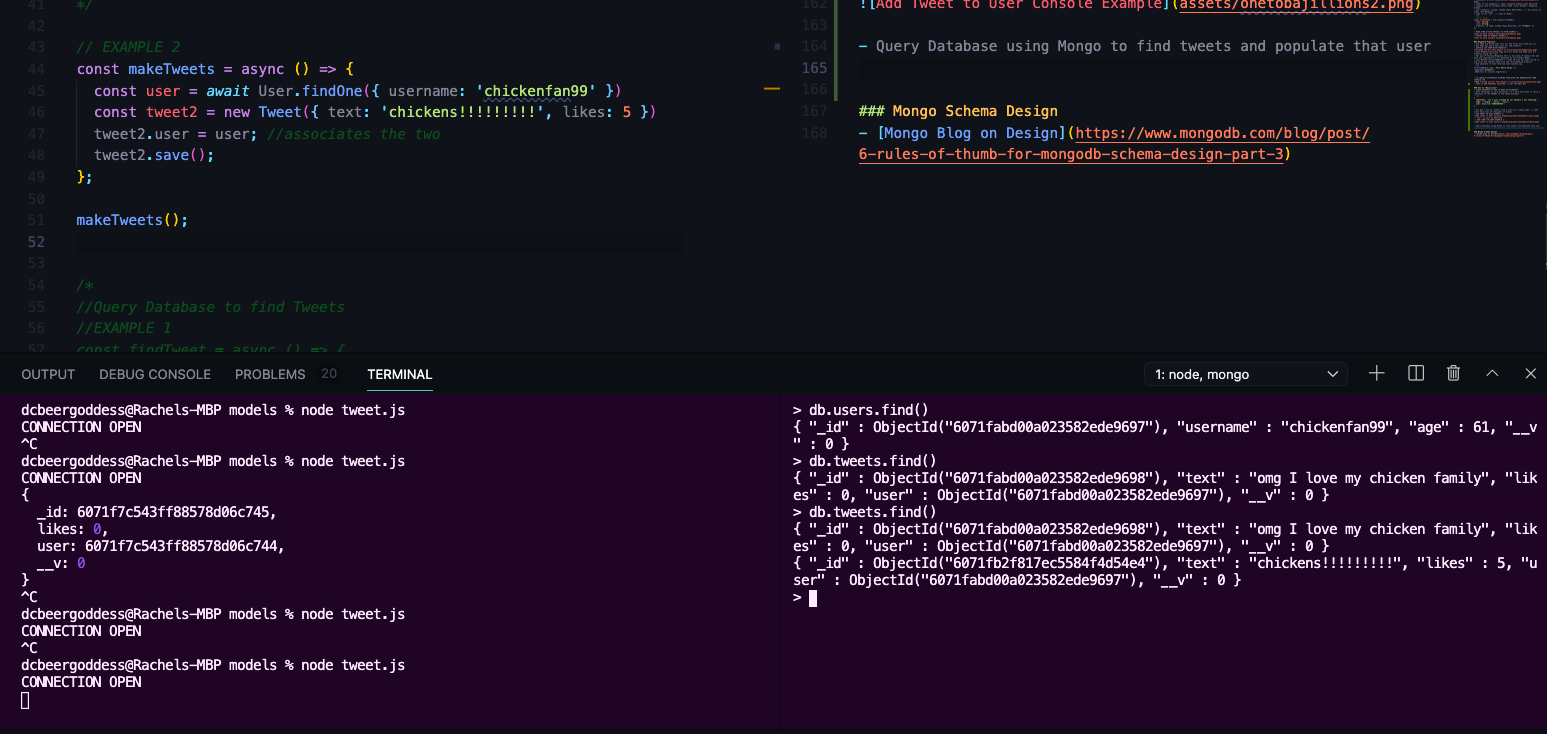 41 */
42
43 // EXAMPLE 2
44 const makeTweets = async () => {
45 const user = await User.findOne({ username: 'chickenfan99' })
46 const tweet2 = new Tweet({ text: 'chickens!!!!!!!!!', likes: 5 })
47 tweet2.user = user; //associates the two
48 tweet2.save();
49 };
50
51 makeTweets();
52
53
54 /*
55 //Query Database to find Tweets
56 //EXAMPLE 1
57 const findTweet = async () => {
162 ![Add Tweet to User Console Example](assets/onetobajillions2.png)
163
164 - Query Database using Mongo to find tweets and populate that user
165
166
167 ### Mongo Schema Design
168 - [Mongo Blog on Design](https://www.mongodb.com/blog/post/
6-rules-of-thumb-for-mongodb-schema-design-part-3)
OUTPUT DEBUG CONSOLE PROBLEMS 20 TERMINAL 1: node, mongo
dcbeergoddess@Rachels-MBP models % node tweet.js
CONNECTION OPEN
^C
dcbeergoddess@Rachels-MBP models % node tweet.js
CONNECTION OPEN
{
_id: 6071f7c543ff88578d06c745,
likes: 0,
user: 6071f7c543ff88578d06c744,
__v: 0
}
^C
dcbeergoddess@Rachels-MBP models % node tweet.js
CONNECTION OPEN
^C
dcbeergoddess@Rachels-MBP models % node tweet.js
CONNECTION OPEN
> db.users.find()
{ "_id" : ObjectId("6071fabd00a023582ede9697"), "username" : "chickenfan99", "age" : 61, "__v
" : 0 }
> db.tweets.find()
{ "_id" : ObjectId("6071fabd00a023582ede9698"), "text" : "omg I love my chicken family", "lik
es" : 0, "user" : ObjectId("6071fabd00a023582ede9697"), "__v" : 0 }
> db.tweets.find()
{ "_id" : ObjectId("6071fabd00a023582ede9698"), "text" : "omg I love my chicken family", "lik
es" : 0, "user" : ObjectId("6071fabd00a023582ede9697"), "__v" : 0 }
{ "_id" : ObjectId("6071fb2f817ec5584f4d54e4"), "text" : "chickens!!!!!!!!!", "likes" : 5, "u
ser" : ObjectId("6071fabd00a023582ede9697"), "__v" : 0 }
>